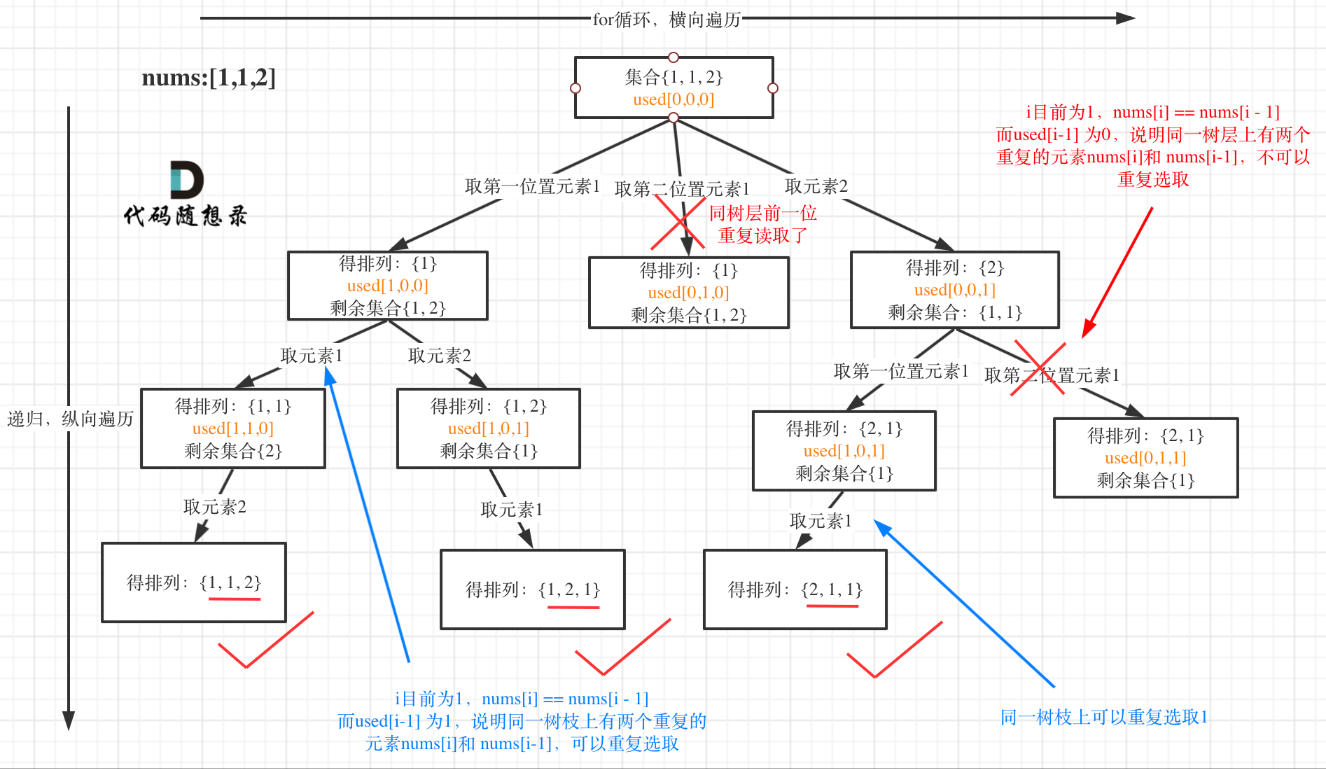 for循环，横向遍历
nums:[1,1,2]
集合{1, 1, 2}
used[0,0,0]
i目前为1，nums[i] == nums[i - 1]
而used[i-1] 为0，说明同一树层上有两个
重复的元素nums[i]和 nums[i-1]，不可以
重复选取
代码随想录
取第一位置元素1
取第二位置元素1
取元素2
同树层前一位
重复读取了
得排列：{1}
used[1,0,0]
剩余集合{1, 2}
得排列：{1}
used[0,1,0]
剩余集合{1, 2}
得排列：{2}
used[0,0,1]
剩余集合：{1, 1}
取元素1
取元素2
取第一位置元素1
取第二位置元素1
递归，纵向遍历
得排列：{1, 1}
used[1,1,0]
剩余集合{2}
得排列：{1, 2}
used[1,0,1]
剩余集合{1}
得排列：{2, 1}
used[1,0,1]
剩余集合{1}
得排列：{2, 1}
used[0,1,1]
剩余集合{1}
取元素2
取元素1
取元素1
得排列：{1, 1, 2}
得排列：{1, 2, 1}
得排列：{2, 1, 1}
i目前为1，nums[i] == nums[i - 1]
而used[i-1] 为1，说明同一树枝上有两个重复的
元素nums[i]和 nums[i-1]，可以重复选取
同一树枝上可以重复选取1